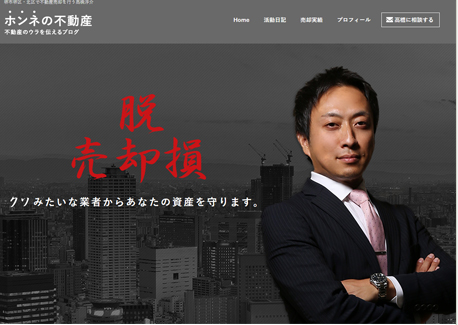 ホンネの不動産
不動産のウラを伝えるブログ
Home
活動日記
売却実績
プロフィール
高橋に相談する
脱
売却損
クソみたいな業者からあなたの資産を守ります。